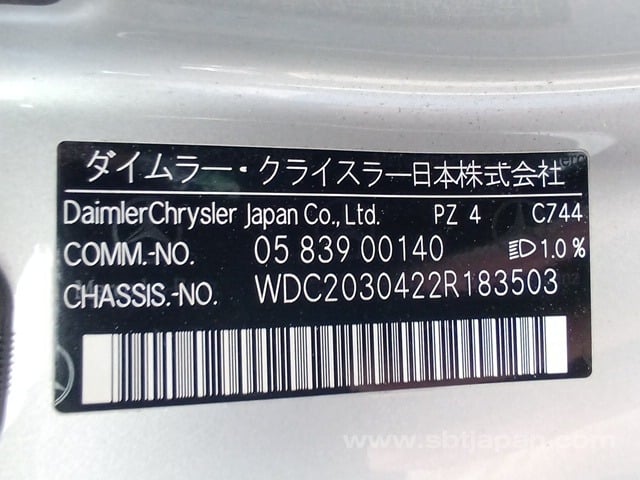 ダイムラー・クライスラー日本株式会社
DaimlerChrysler Japan Co., Ltd. PZ 4 C744
COMM.-NO. 05 839 00140 1.0 %
CHASSIS.-NO. WDC2030422R183503
www.sbtjapan.com